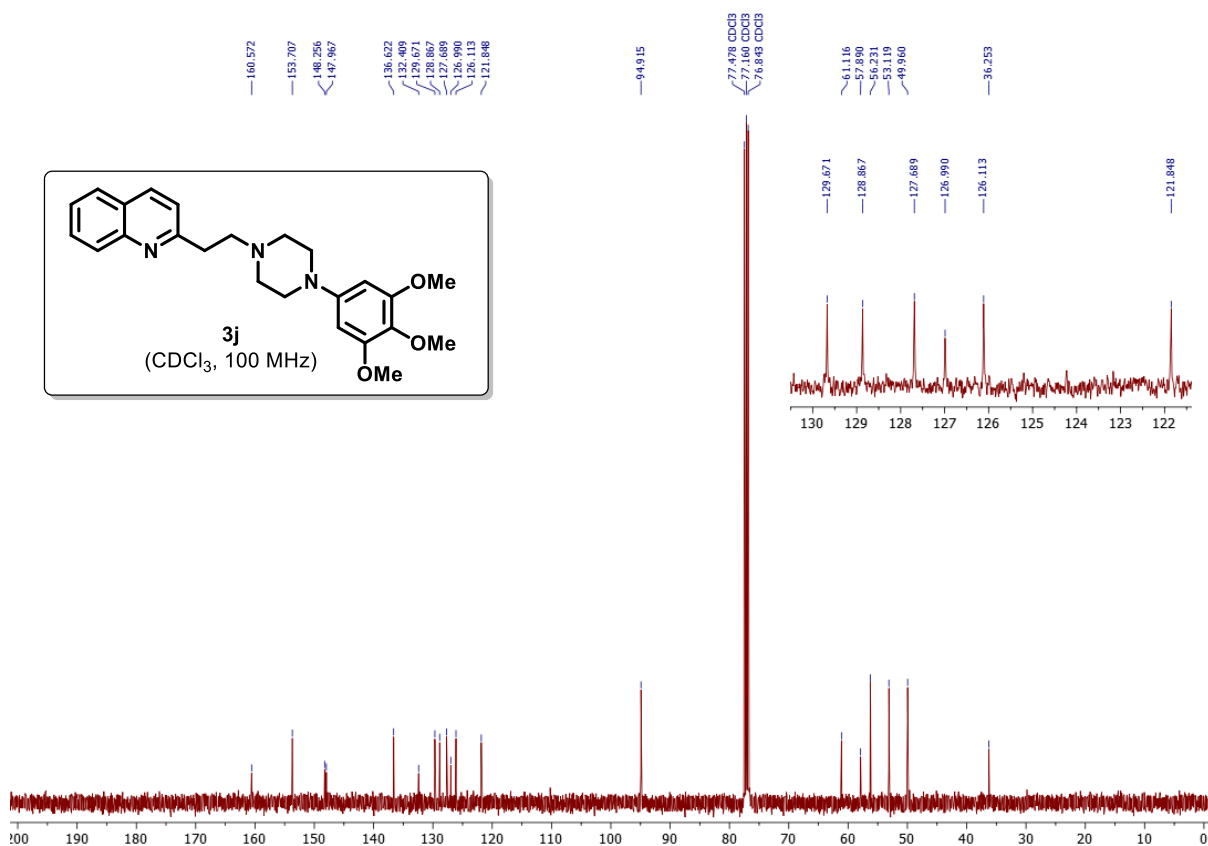 160.572
153.707
148.256
147.967
136.622
132.409
129.671
128.867
127.689
126.990
126.113
121.848
94.915
77.478 CDCl3
77.160 CDCl3
76.843 CDCl3
61.116
57.890
56.231
53.119
49.960
36.253
129.671
128.867
127.689
126.990
126.113
121.848
N
N
N
OMe
OMe
OMe
3j
(CDCl₃, 100 MHz)
130 129 128 127 126 125 124 123 122
200 190 180 170 160 150 140 130 120 110 100 90 80 70 60 50 40 30 20 10 0